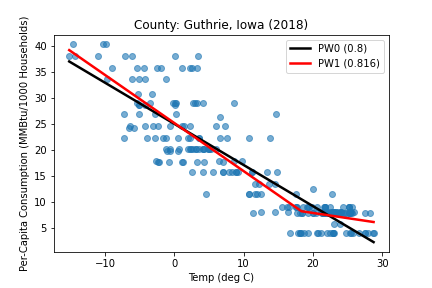 County: Guthrie, Iowa (2018)
PW0 (0.8)
PW1 (0.816)
Per-Capita Consumption (MMBtu/1000 Households)
40
35
30
25
20
15
10
5
−10
0
10
20
30
Temp (deg C)